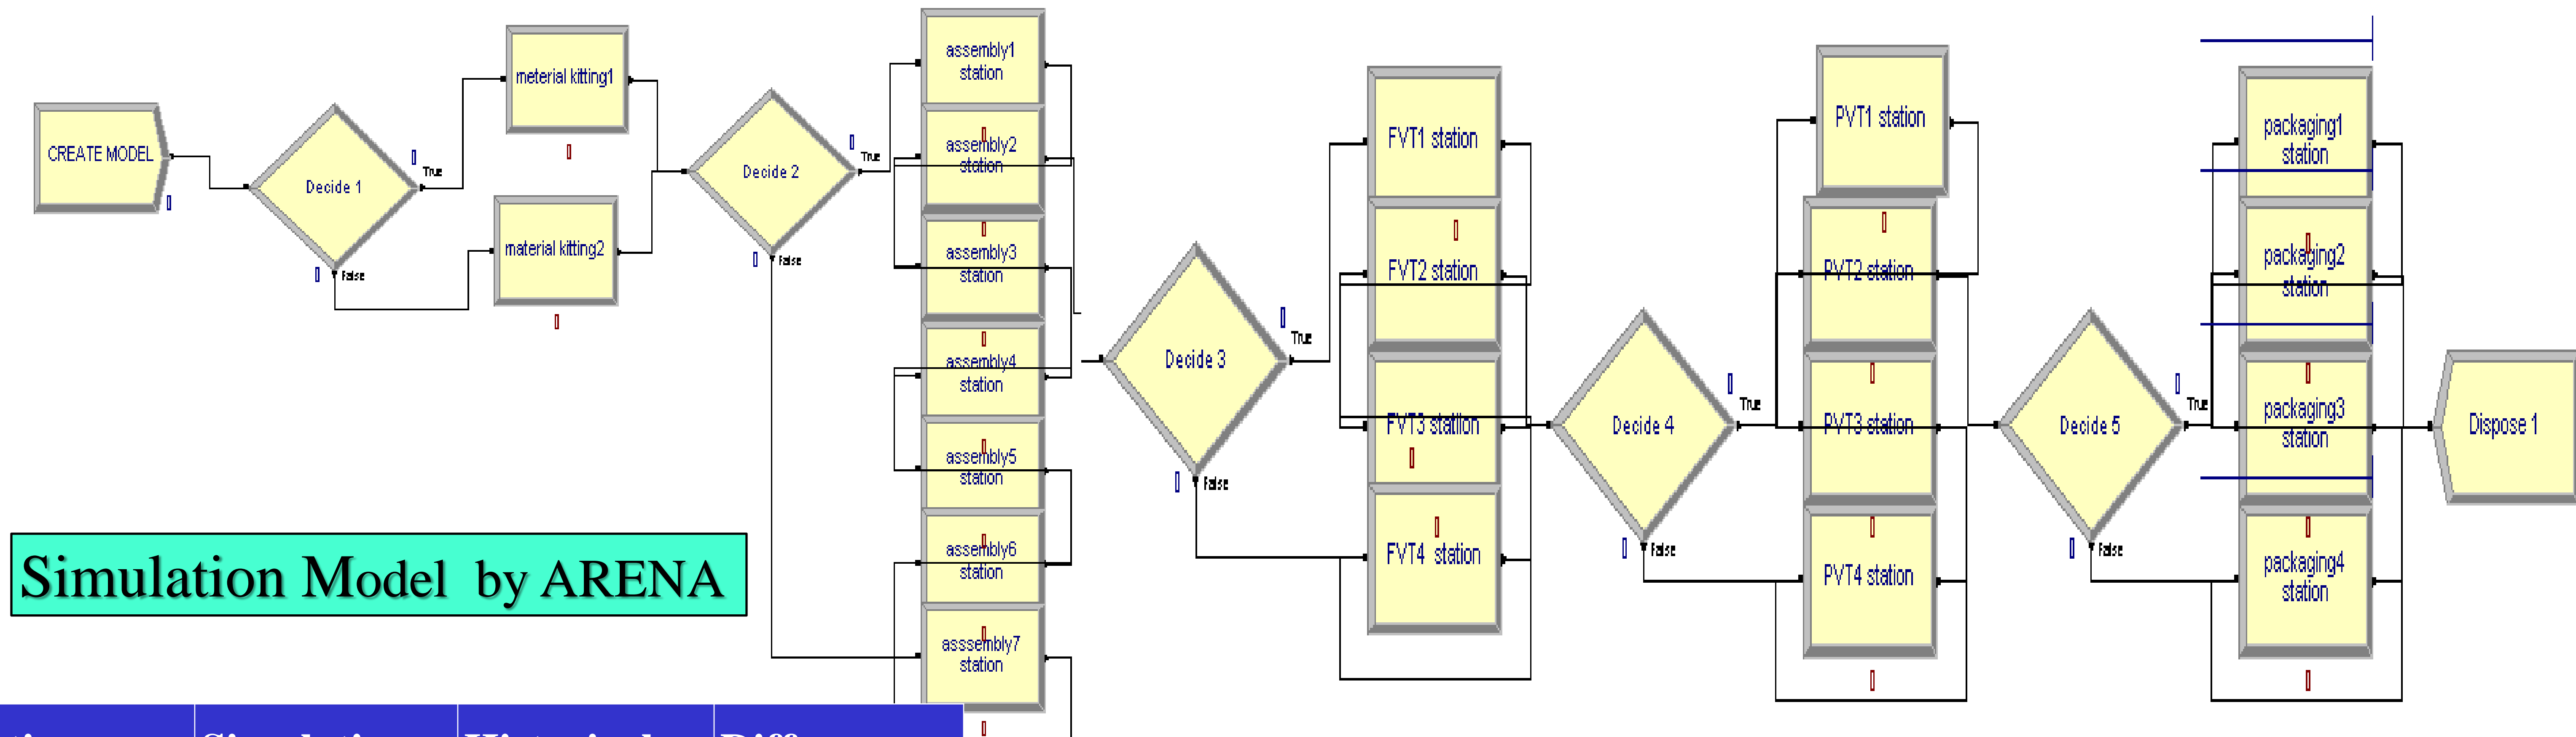 CREATE MODEL
Decide 1
True
False
meterial kitting1
material kitting2
Decide 2
True
False
assembly1
station
assembly2
station
assembly3
station
assembly4
station
assembly5
station
assembly6
station
asssembly7
station
Decide 3
True
False
FVT1 station
FVT2 station
FVT3 statiion
FVT4 station
Decide 4
True
False
PVT1 station
PVT2 station
PVT3 station
PVT4 station
Decide 5
True
False
packaging1
station
packaging2
station
packaging3
station
packaging4
station
Dispose 1
Simulation Model by ARENA